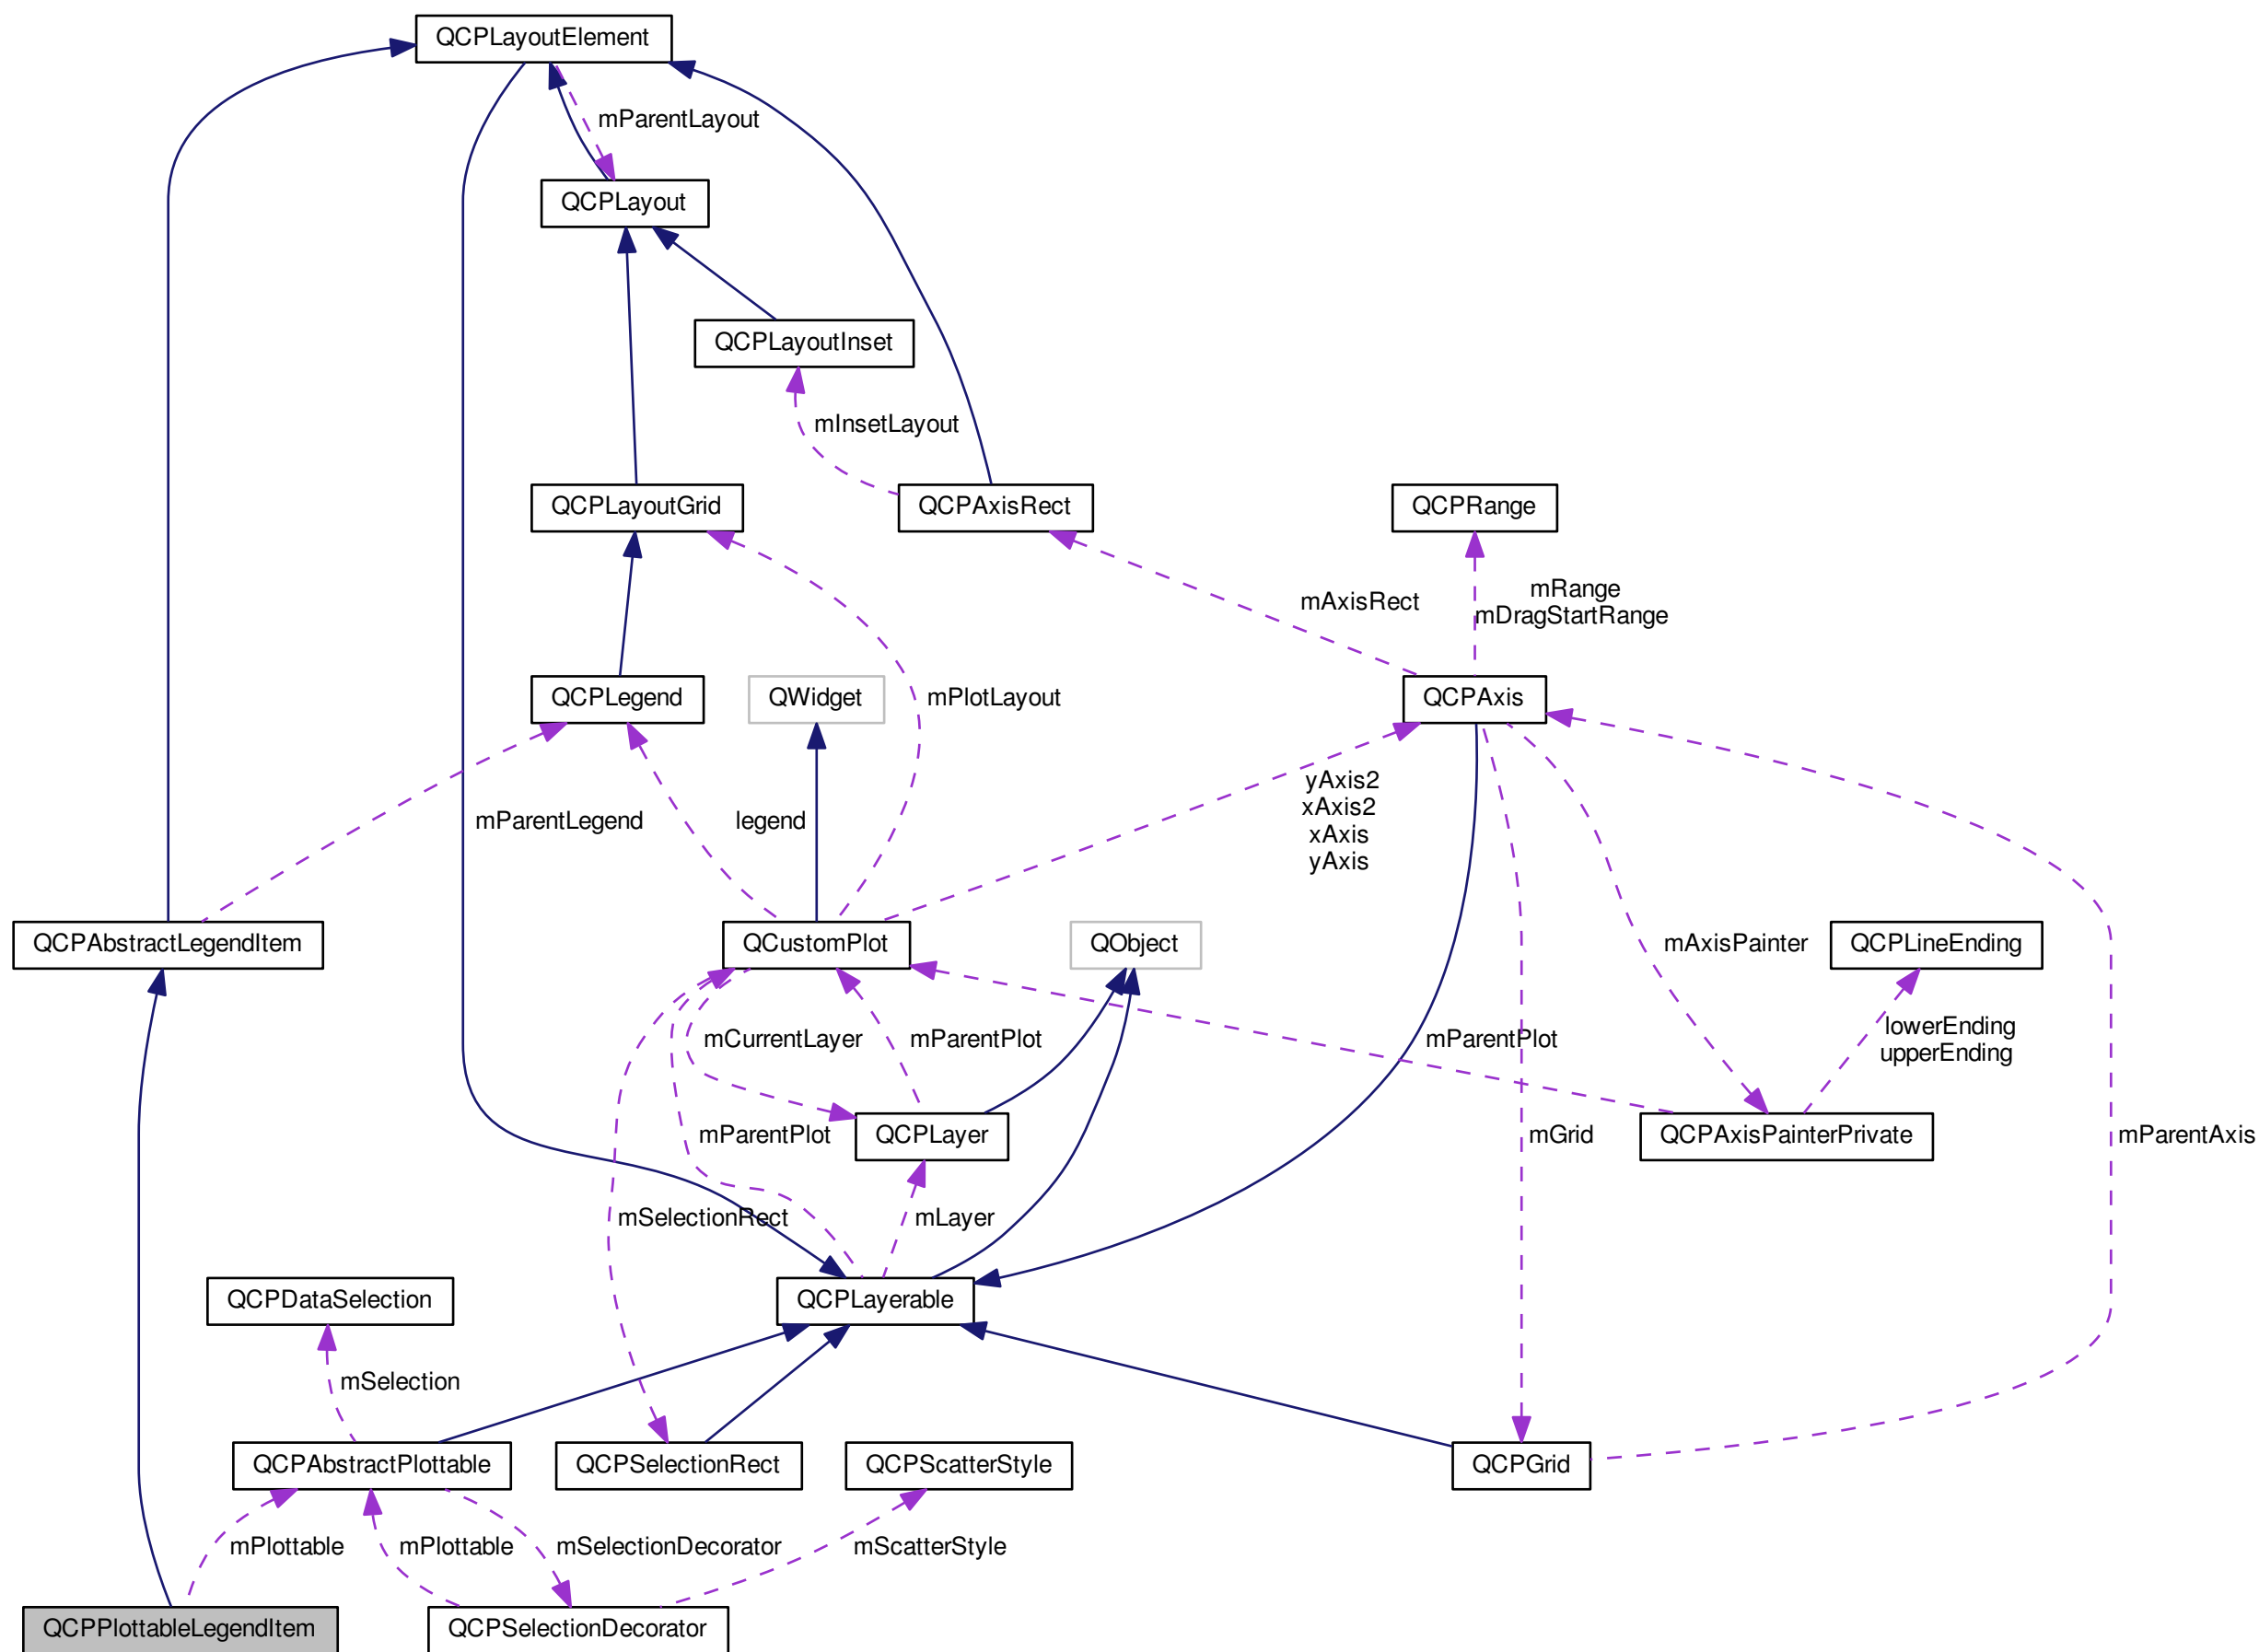 QCPLayoutElement
mParentLayout
QCPLayout
QCPLayoutInset
mInsetLayout
QCPLayoutGrid
QCPAxisRect
QCPRange
mRange
mDragStartRange
mAxisRect
QCPLegend
QWidget
mPlotLayout
QCPAxis
yAxis2
xAxis2
xAxis
yAxis
mParentLegend
legend
QCPAbstractLegendItem
QCustomPlot
QObject
mAxisPainter
QCPLineEnding
lowerEnding
upperEnding
mCurrentLayer
mParentPlot
mParentPlot
mParentPlot
QCPLayer
mGrid
QCPAxisPainterPrivate
mParentAxis
mSelectionRect
mLayer
QCPDataSelection
QCPLayerable
mSelection
QCPAbstractPlottable
QCPSelectionRect
QCPScatterStyle
QCPGrid
mPlottable
mPlottable
mSelectionDecorator
mScatterStyle
QCPPlottableLegendItem
QCPSelectionDecorator